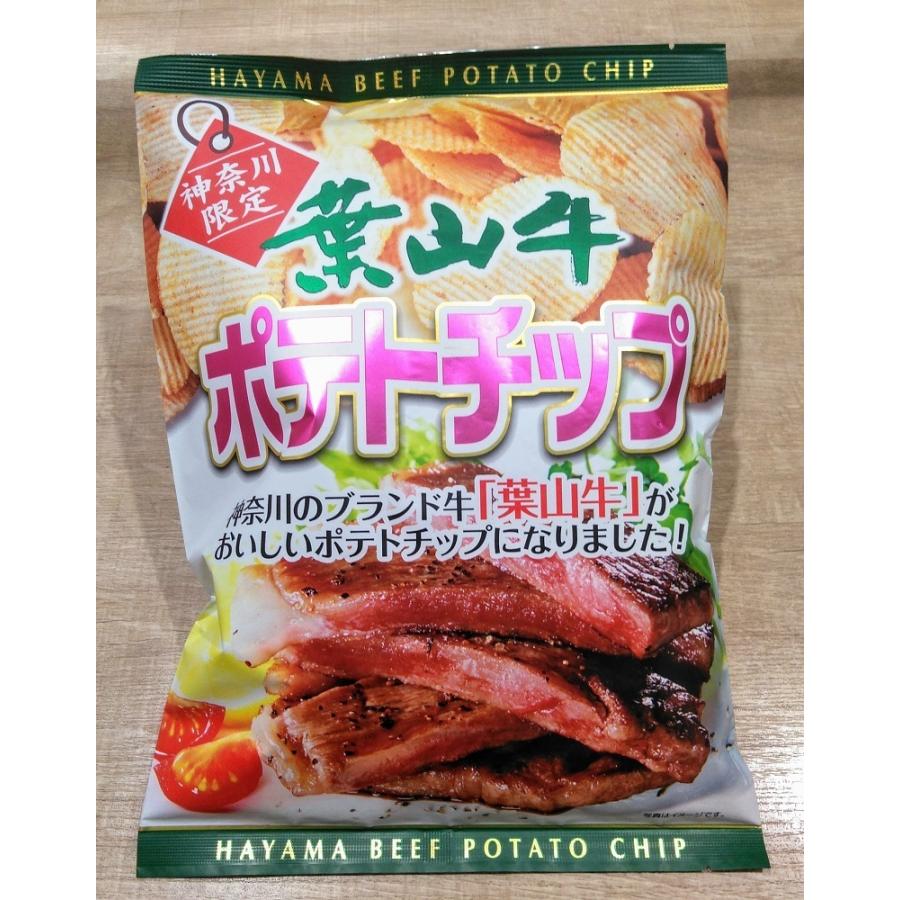 HAYAMA BEEF POTATO CHIP
神奈川
限定
葉山牛
ポテトチップ
神奈川のブランド牛「葉山牛」が
おいしいポテトチップになりました！
写真はイメージです。
HAYAMA BEEF POTATO CHIP